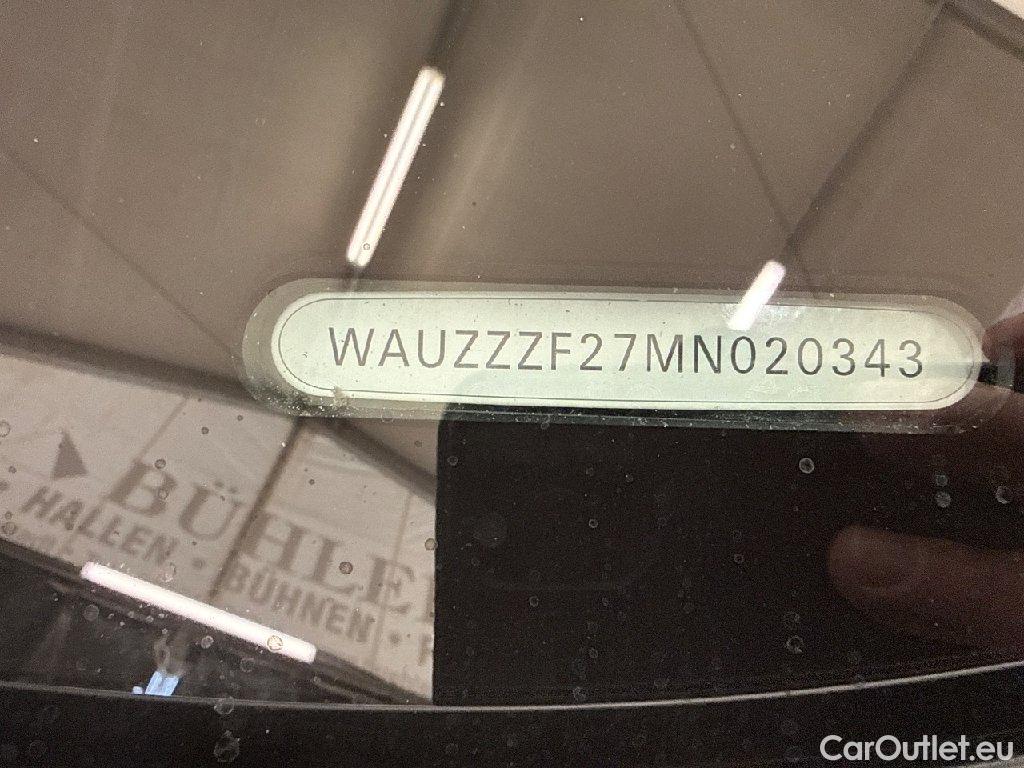 WAUZZZF27MN020343
BÜHLE
• HALLEN • BÜHNEN •
CarOutlet.eu